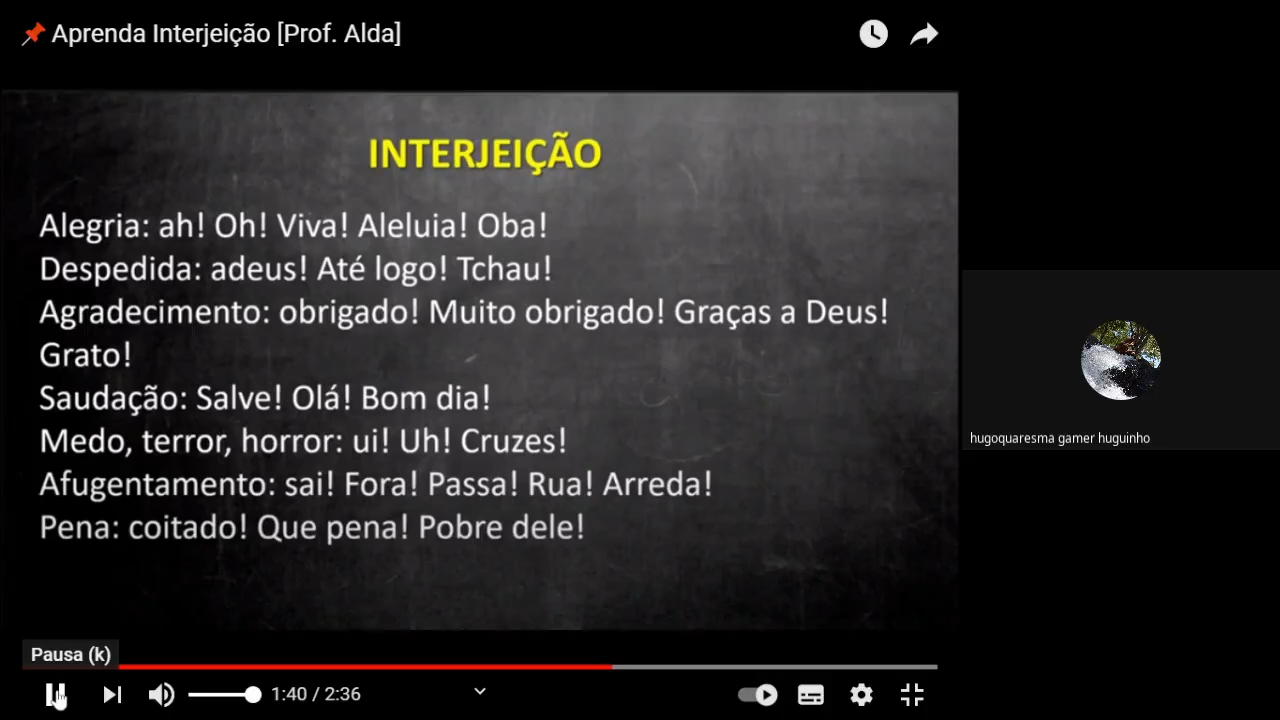 📌 Aprenda Interjeição [Prof. Alda]
INTERJEIÇÃO
Alegria: ah! Oh! Viva! Aleluia! Oba!
Despedida: adeus! Até logo! Tchau!
Agradecimento: obrigado! Muito obrigado! Graças a Deus!
Grato!
Saudação: Salve! Olá! Bom dia!
Medo, terror, horror: ui! Uh! Cruzes!
Afugentamento: sai! Fora! Passa! Rua! Arreda!
Pena: coitado! Que pena! Pobre dele!
hugoquaresma gamer huguinho
Pausa (k)
1:40 / 2:36